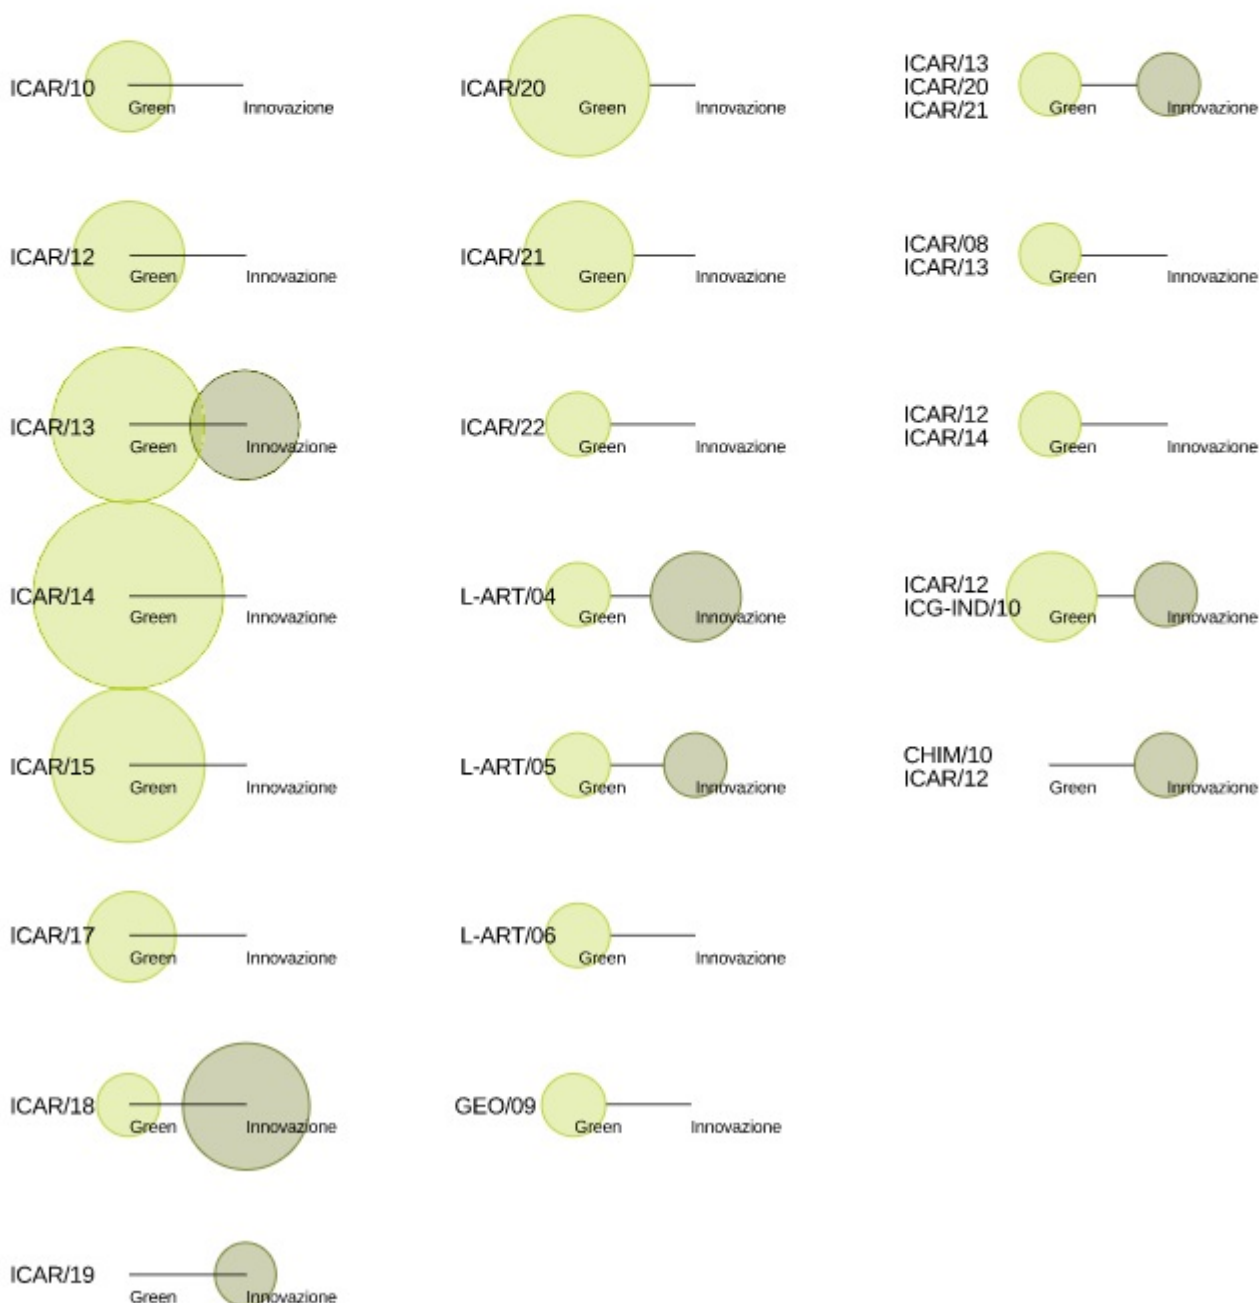 ICAR/10
Green
Innovazione
ICAR/12
Green
Innovazione
ICAR/13
Green
Innovazione
ICAR/14
Green
Innovazione
ICAR/15
Green
Innovazione
ICAR/17
Green
Innovazione
ICAR/18
Green
Innovazione
ICAR/19
Green
Innovazione
ICAR/20
Green
Innovazione
ICAR/21
Green
Innovazione
ICAR/22
Green
Innovazione
L-ART/04
Green
Innovazione
L-ART/05
Green
Innovazione
L-ART/06
Green
Innovazione
GEO/09
Green
Innovazione
ICAR/13
ICAR/20
ICAR/21
Green
Innovazione
ICAR/08
ICAR/13
Green
Innovazione
ICAR/12
ICAR/14
Green
Innovazione
ICAR/12
ICG-IND/10
Green
Innovazione
CHIM/10
ICAR/12
Green
Innovazione